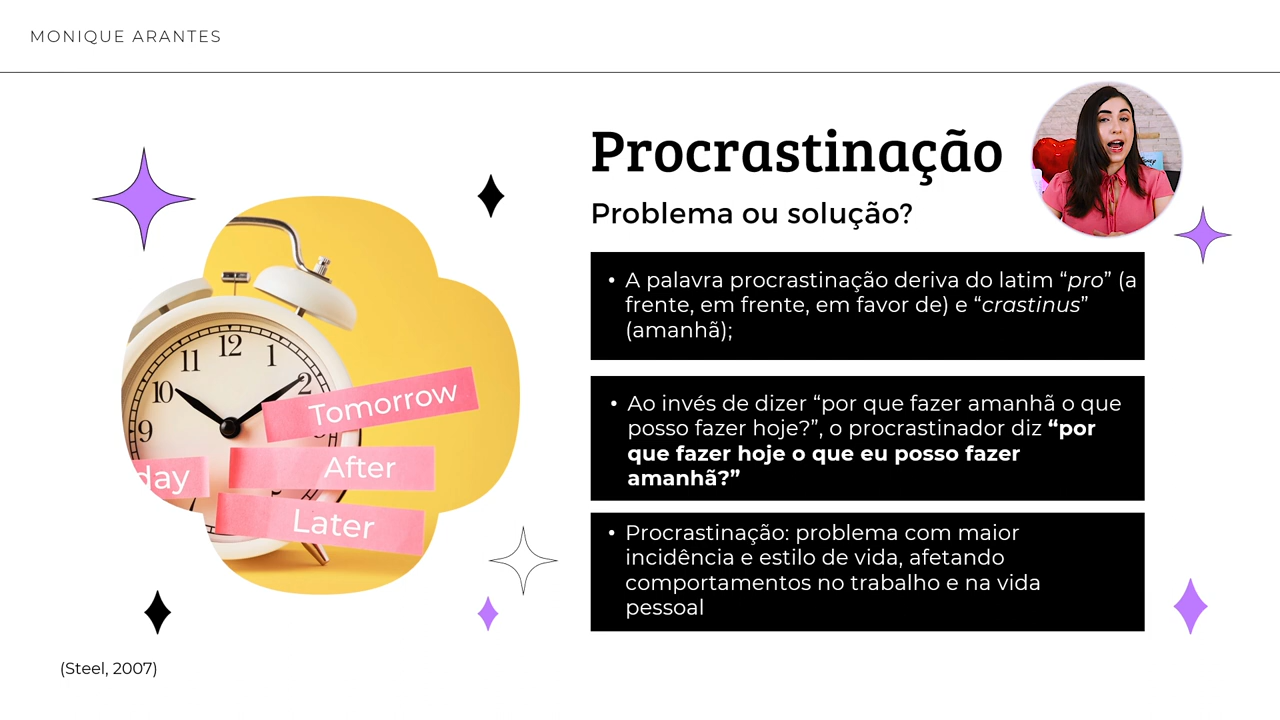 MONIQUE ARANTES
Procrastinação
Problema ou solução?
• A palavra procrastinação deriva do latim “pro” (a
frente, em frente, em favor de) e “crastinus”
(amanhã);
• Ao invés de dizer “por que fazer amanhã o que
posso fazer hoje?”, o procrastinador diz “por
que fazer hoje o que eu posso fazer
amanhã?”
• Procrastinação: problema com maior
incidência e estilo de vida, afetando
comportamentos no trabalho e na vida
pessoal
12
11
1
10
2
9
Tomorrow
day
After
Later
(Steel, 2007)